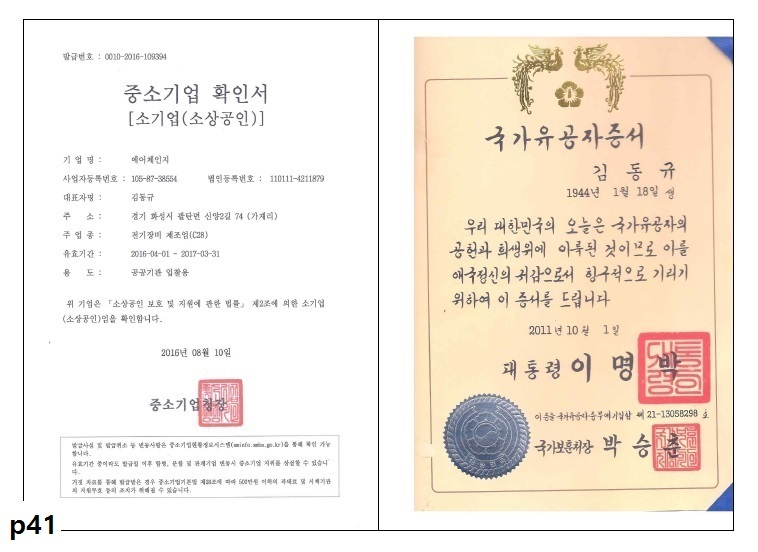 발급번호 : 0010-2016-109394
중소기업 확인서
[소기업(소상공인)]
기 업 명 : 에어체인지
사업자등록번호 : 105-87-38554 법인등록번호 : 110111-4211879
대표자명 : 김동규
주 소 : 경기 화성시 팔탄면 신양2길 74 (가재리)
주 업 종 : 전기장비 제조업(C28)
유효기간 : 2016-04-01 - 2017-03-31
용 도 : 공공기관 입찰용
위 기업은 「소상공인 보호 및 지원에 관한 법률」 제2조에 의한 소기업
(소상공인)임을 확인합니다.
2016년 08월 10일
중소기업청장
발급사실 및 발급취소 등 변동사항은 중소기업현황정보시스템(sminfo.smba.go.kr)을 통해 확인 가능
합니다.
유효기간 중이라도 발급일 이후 합병, 분할 및 관계기업 변동시 중소기업 지위를 상실할 수 있습니
다.
거짓 자료를 통해 발급받은 경우 중소기업기본법 제28조에 따라 500만원 이하의 과태료 및 시책기관
의 지원무효 등의 조치가 취해질 수 있습니다.
국가유공자증서
김 동 규
1944년 1월 18일 생
우리 대한민국의 오늘은 국가유공자의
공헌과 희생위에 이룩된 것이므로 이를
애국정신의 귀감으로서 항구적으로 기리기
위하여 이 증서를 드립니다
2011년 10월 1일
대통령 이 명 박
이 증을 국가유공자증부에 기입함 제 21-13058298 호
국가보훈처장 박 승 춘
p41